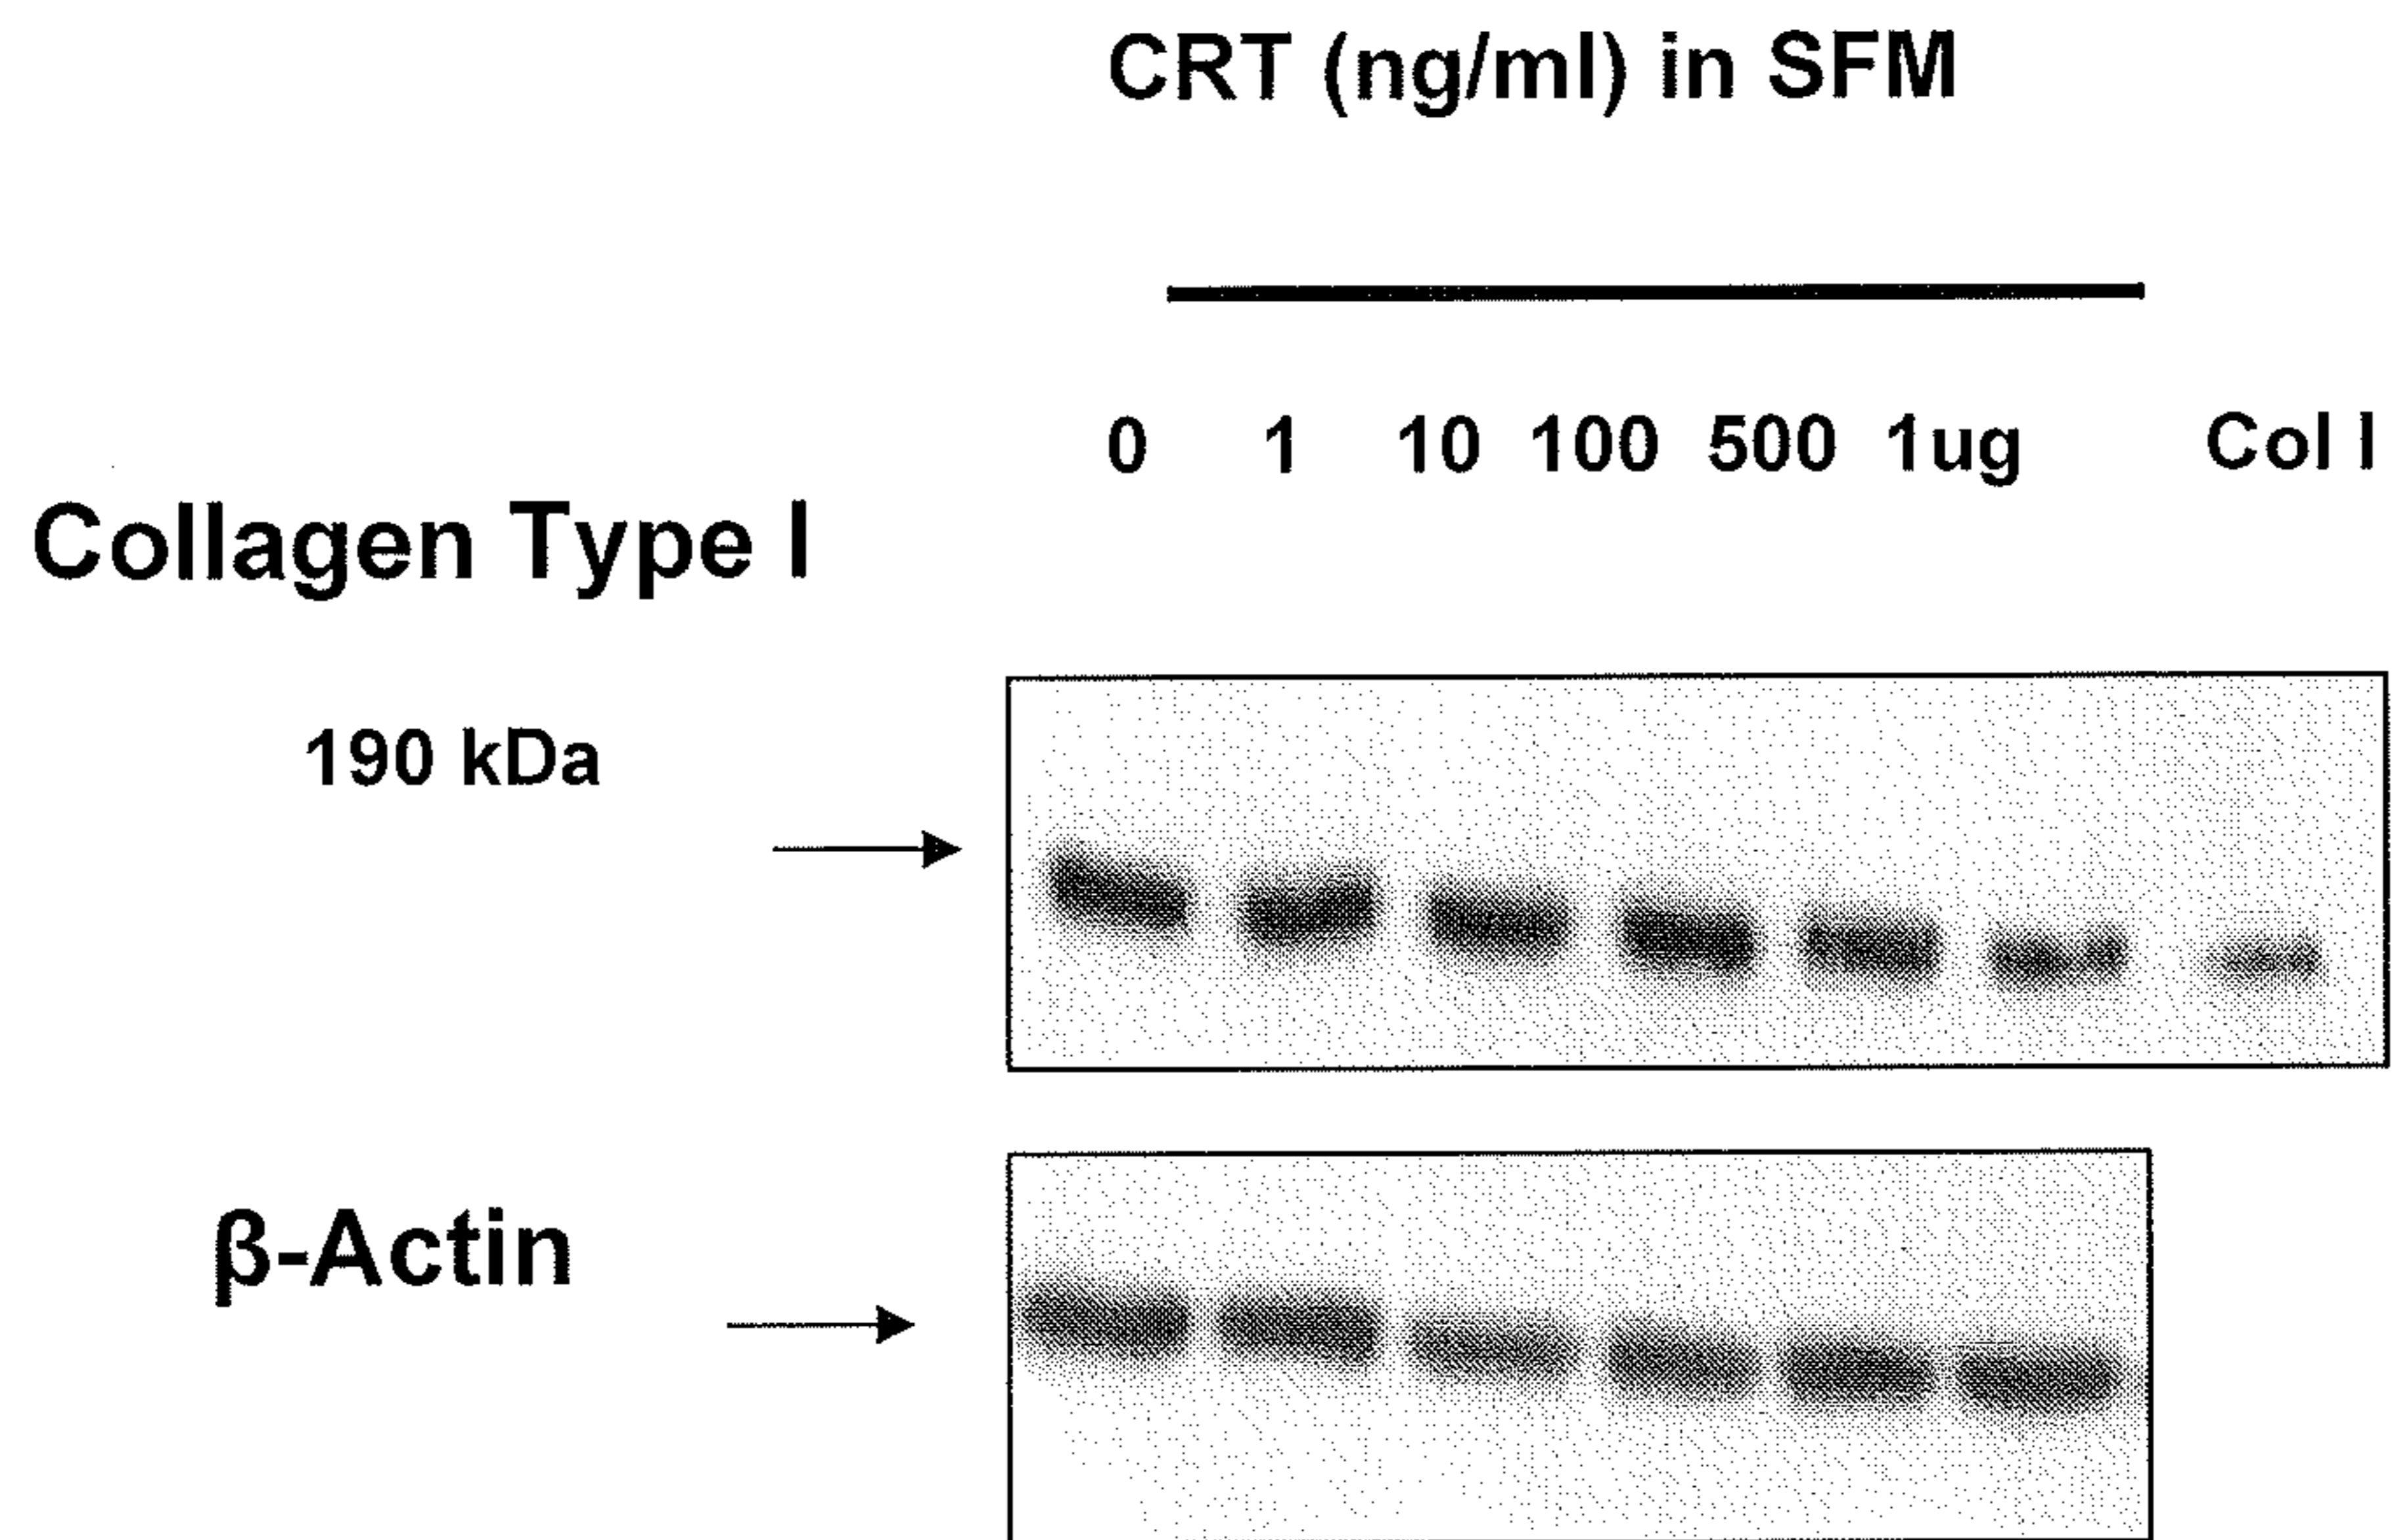 CRT (ng/ml) in SFM
0 1 10 100 500 1ug Col I
Collagen Type I
190 kDa
β-Actin